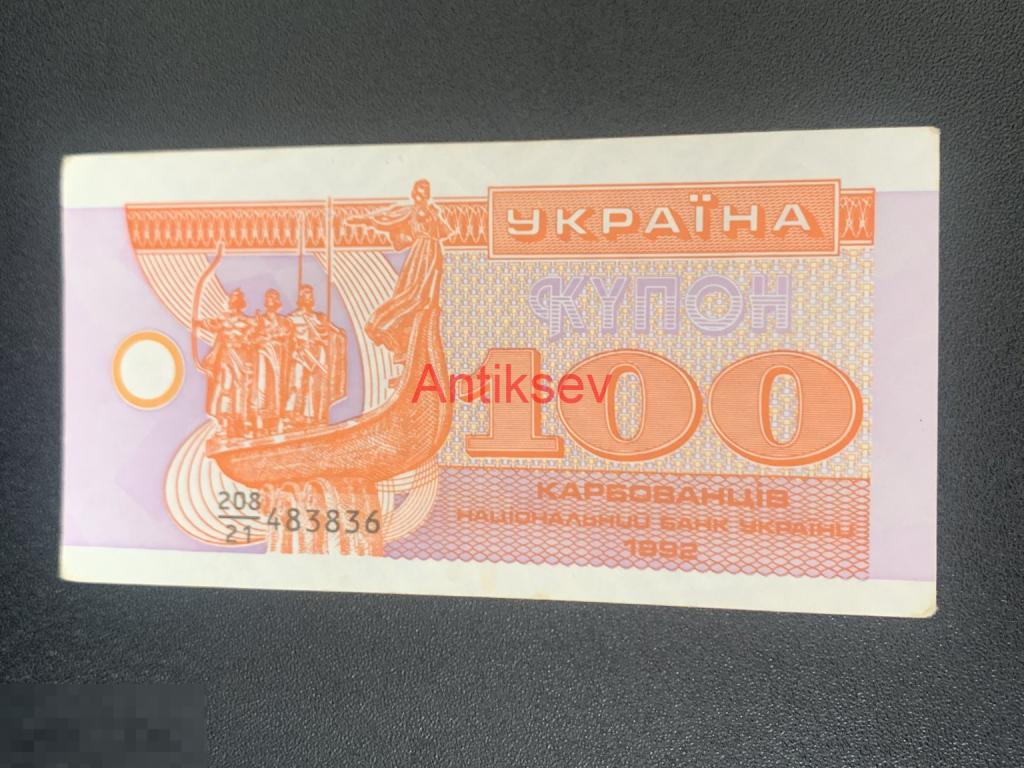 УКРАЇНА
КУПОН
100
Antiksev
КАРБОВАНЦІВ
НАЦІОНАЛЬНИЙ БАНК УКРАЇНИ
1992
208/21 483836